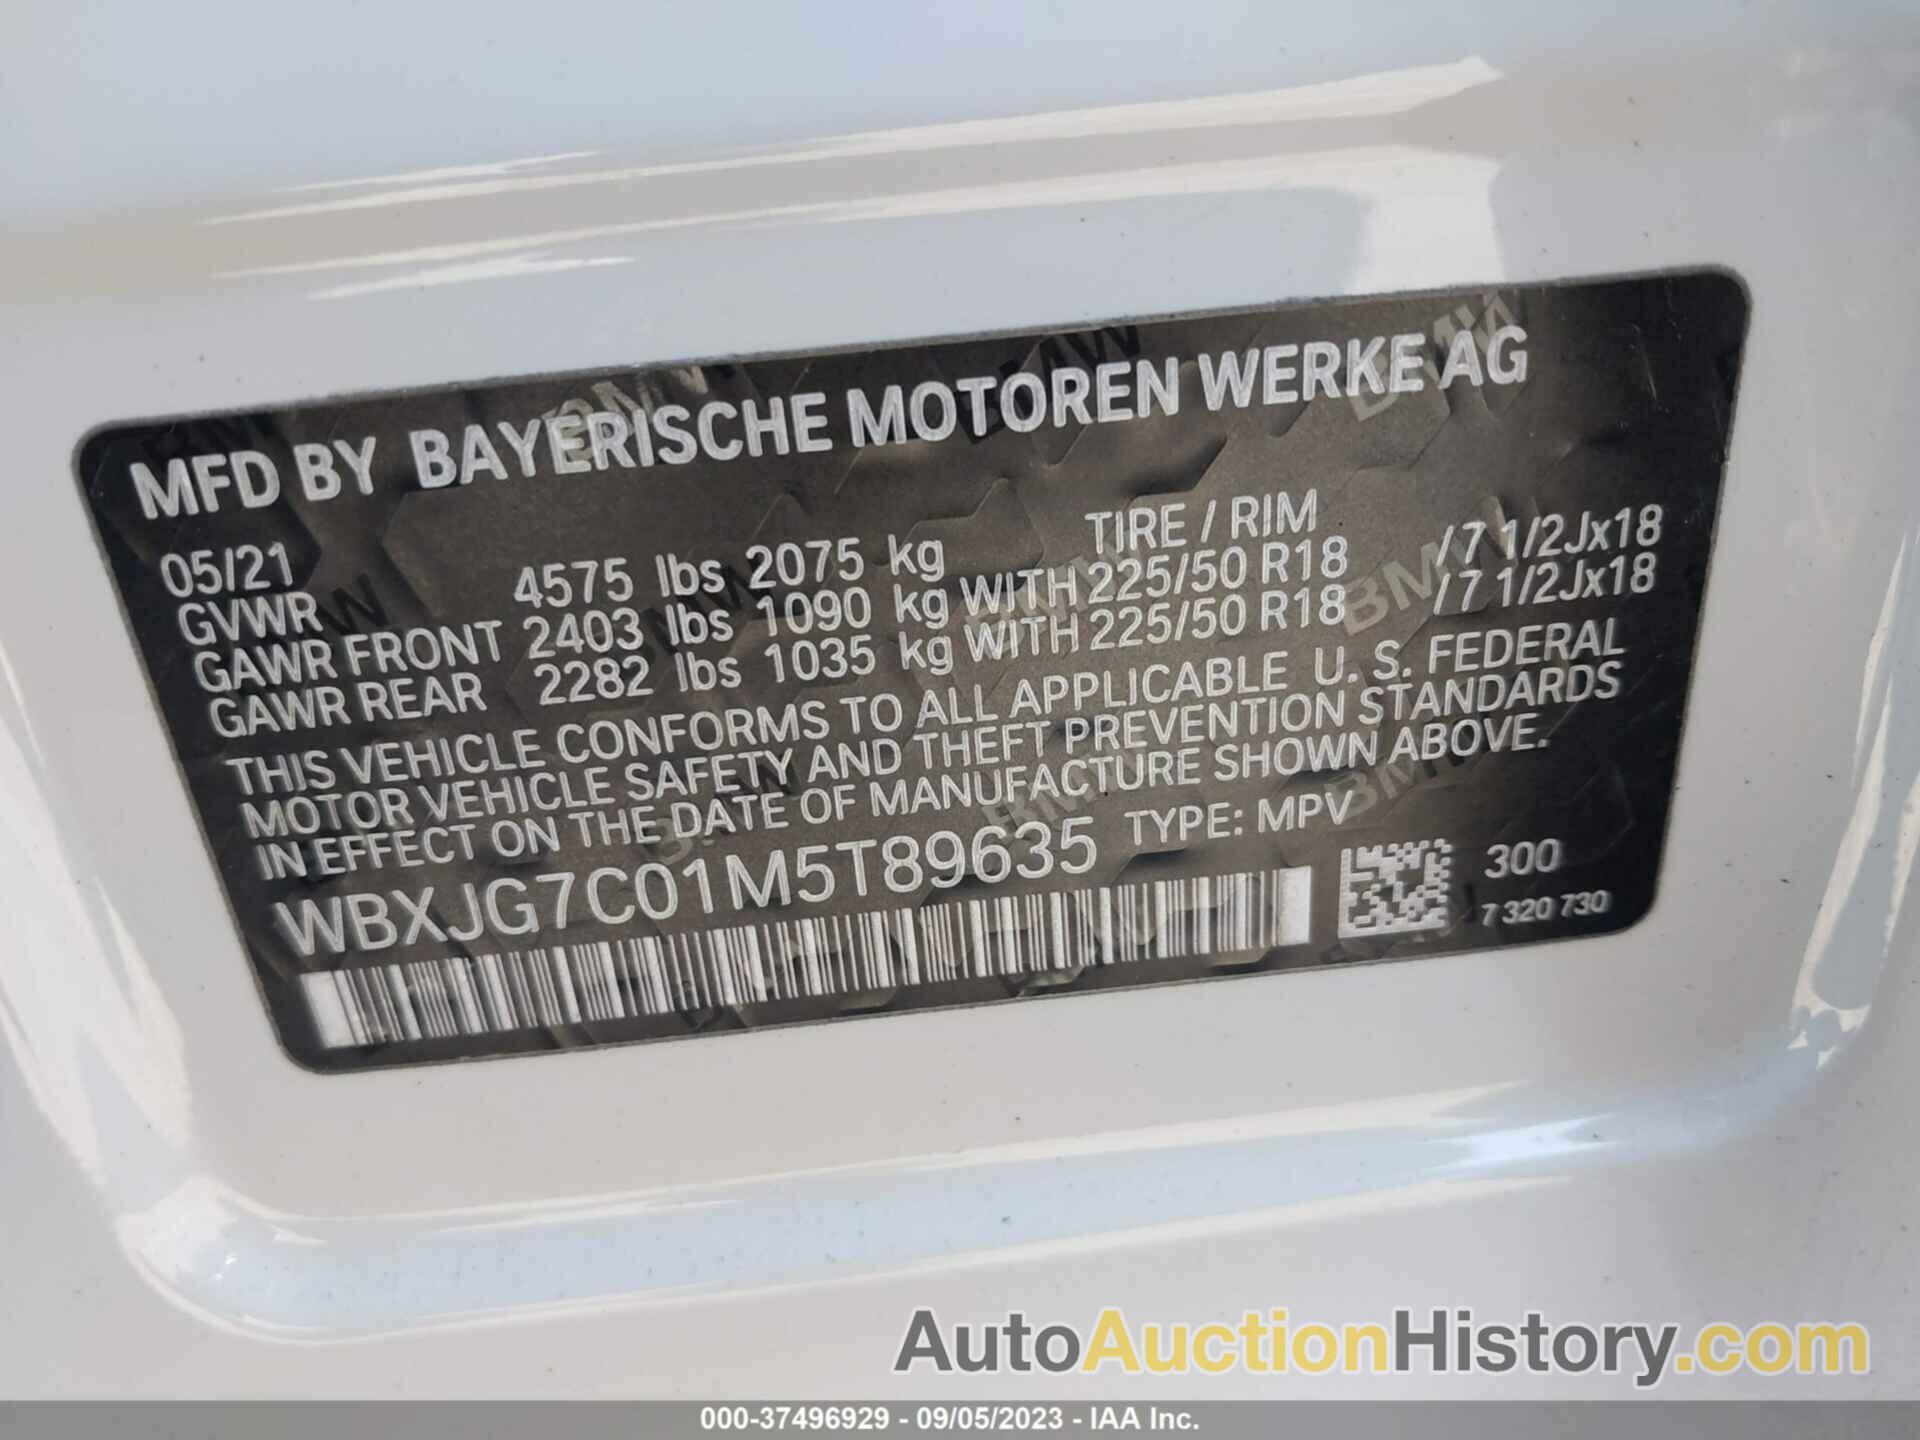 MFD BY BAYERISCHE MOTOREN WERKE AG
05/21 TIRE / RIM
GVWR 4575 lbs 2075 kg
GAWR FRONT 2403 lbs 1090 kg WITH 225/50 R18 / 7 1/2Jx18
GAWR REAR 2282 lbs 1035 kg WITH 225/50 R18 / 7 1/2Jx18
THIS VEHICLE CONFORMS TO ALL APPLICABLE U. S. FEDERAL
MOTOR VEHICLE SAFETY AND THEFT PREVENTION STANDARDS
IN EFFECT ON THE DATE OF MANUFACTURE SHOWN ABOVE.
WBXJG7C01M5T89635 TYPE: MPV
300
7 320 730
AutoAuctionHistory.com
000-37496929 - 09/05/2023 - IAA Inc.